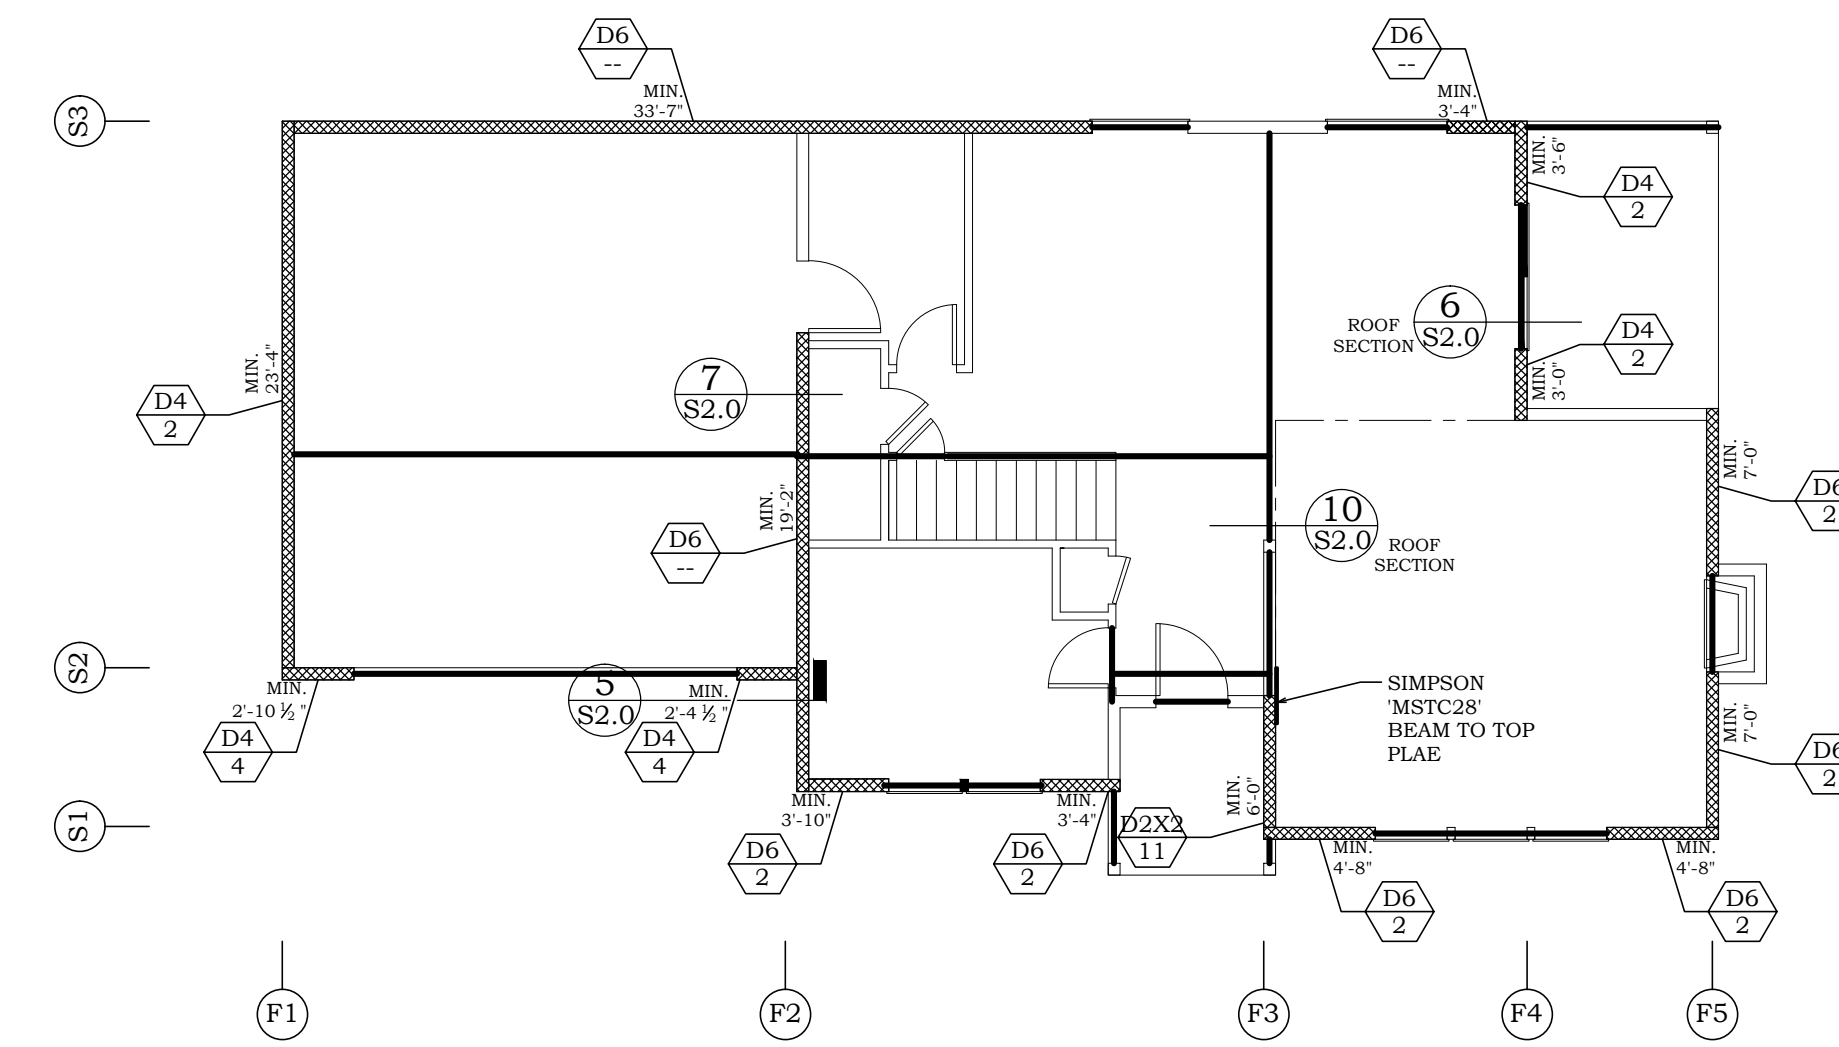 D6
--
MIN.
33'-7"
D6
--
MIN.
3'-4"
S3
MIN.
3'-6"
D4
2
6
S2.0
ROOF
SECTION
D4
2
MIN.
3'-0"
MIN.
23'-4"
D4
2
7
S2.0
MIN.
7'-0"
D6
2
MIN.
19'-2"
D6
--
10
S2.0
ROOF
SECTION
S2
MIN.
2'-10 ½ "
D4
4
5
S2.0
MIN.
2'-4 ½ "
D4
4
SIMPSON
'MSTC28'
BEAM TO TOP
PLAE
MIN.
7'-0"
D6
2
S1
MIN.
3'-10"
D6
2
MIN.
3'-4"
D6
2
MIN.
6'-0"
D2X2
11
MIN.
4'-8"
D6
2
MIN.
4'-8"
D6
2
F1
F2
F3
F4
F5